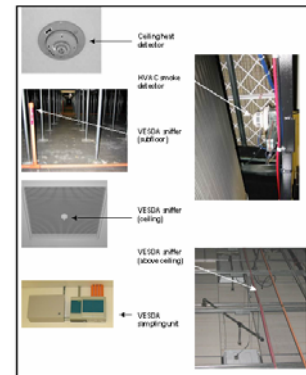 Ceiling heat
detector
HVAC smoke
detector
VESDA sniffer
(subfloor)
VESDA sniffer
(ceiling)
VESDA sniffer
(above ceiling)
VESDA
sampling unit